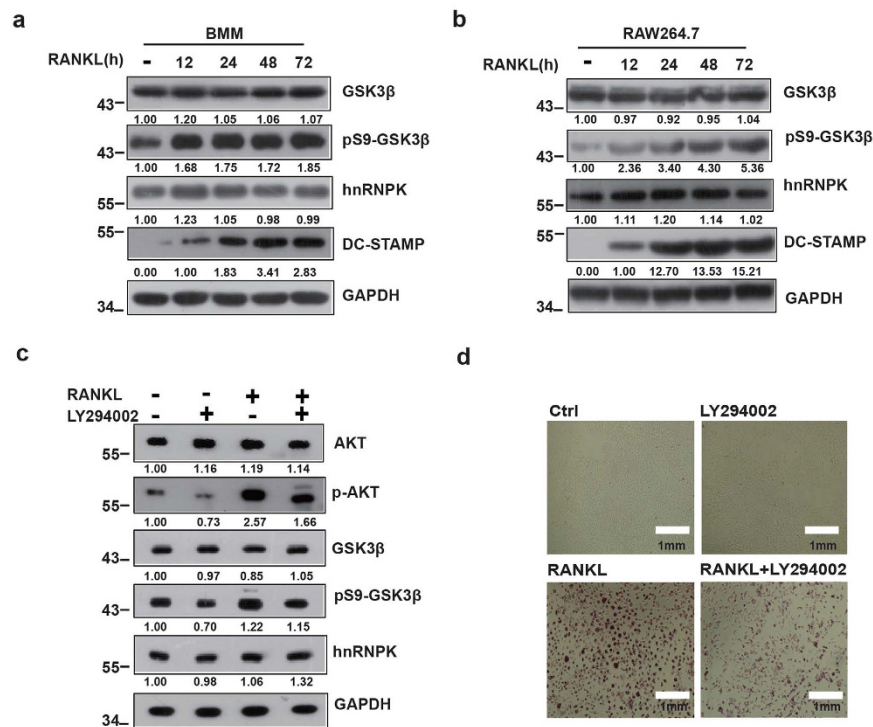 a
BMM
RANKL(h) - 12 24 48 72
43 GSK3β
1.00 1.20 1.05 1.06 1.07
43 pS9-GSK3β
1.00 1.68 1.75 1.72 1.85
55 hnRNPK
1.00 1.23 1.05 0.98 0.99
55 DC-STAMP
0.00 1.00 1.83 3.41 2.83
34 GAPDH
b
RAW264.7
RANKL(h) - 12 24 48 72
43 GSK3β
1.00 0.97 0.92 0.95 1.04
43 pS9-GSK3β
1.00 2.36 3.40 4.30 5.36
55 hnRNPK
1.00 1.11 1.20 1.14 1.02
55 DC-STAMP
0.00 1.00 12.70 13.53 15.21
34 GAPDH
c
RANKL - - + +
LY294002 - + - +
55 AKT
1.00 1.16 1.19 1.14
55 p-AKT
1.00 0.73 2.57 1.66
43 GSK3β
1.00 0.97 0.85 1.05
43 pS9-GSK3β
1.00 0.70 1.22 1.15
55 hnRNPK
1.00 0.98 1.06 1.32
34 GAPDH
d
Ctrl LY294002
1mm 1mm
RANKL RANKL+LY294002
1mm 1mm